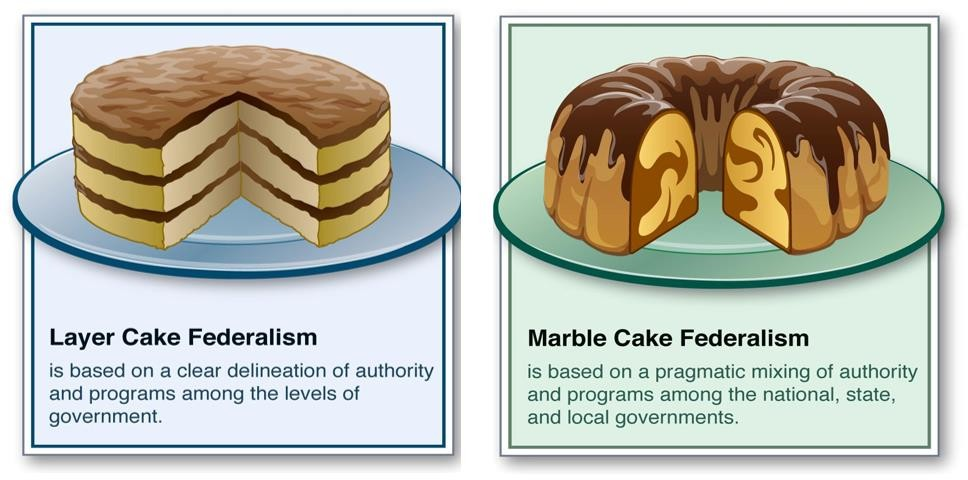 Layer Cake Federalism
is based on a clear delineation of authority
and programs among the levels of
government.
Marble Cake Federalism
is based on a pragmatic mixing of authority
and programs among the national, state,
and local governments.